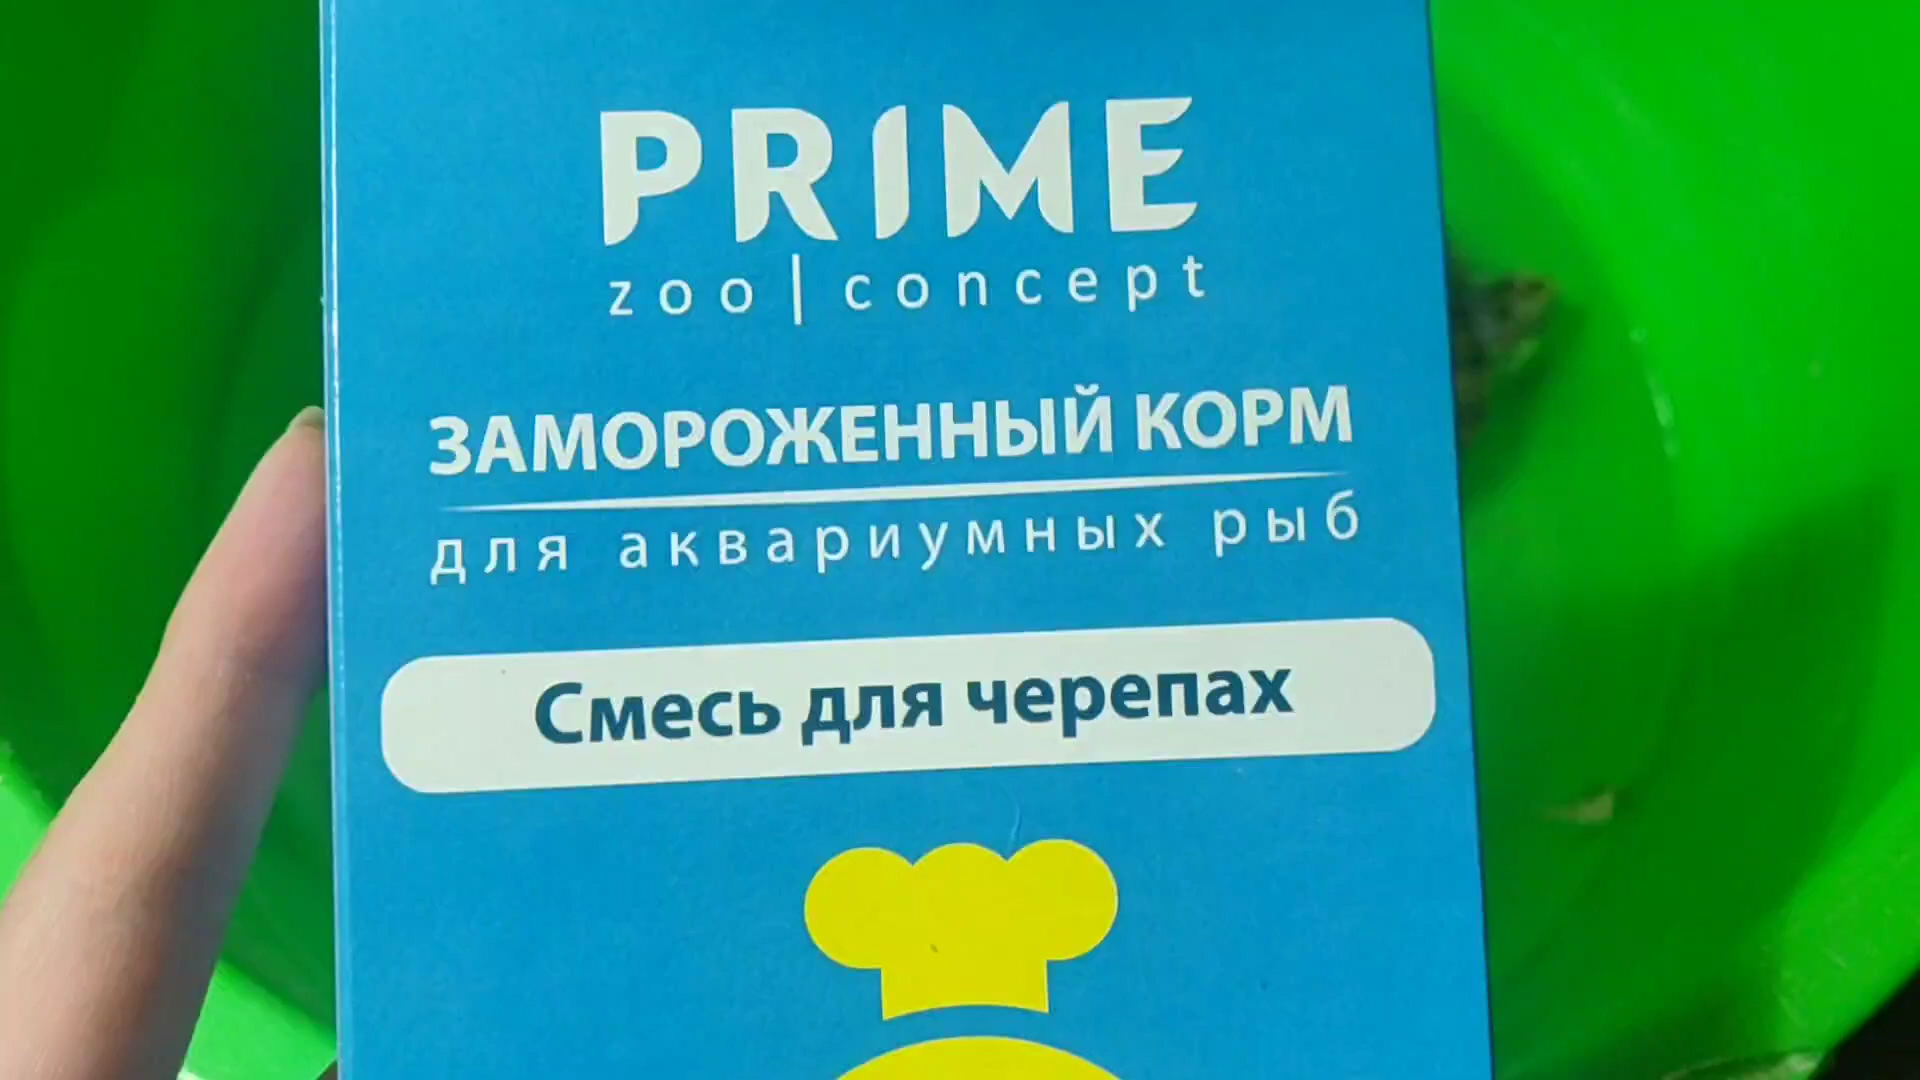 PRIME
zoo|concept
ЗАМОРОЖЕННЫЙ КОРМ
для аквариумных рыб
Смесь для черепах